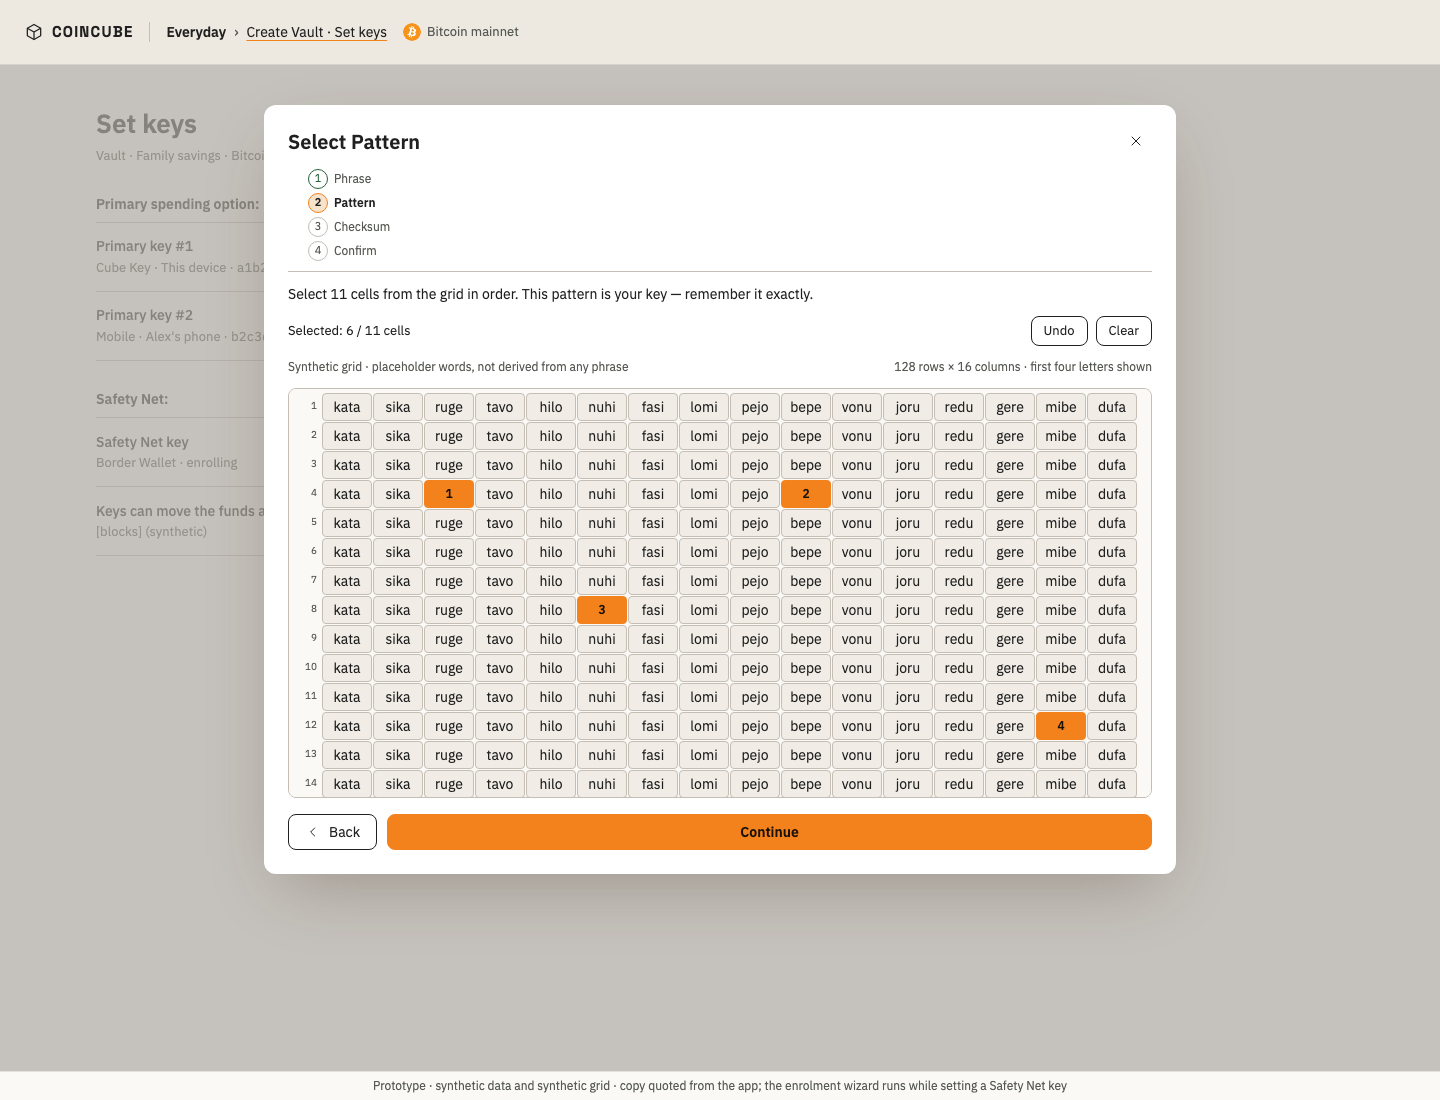 COINCUBE Everyday › Create Vault · Set keys Bitcoin mainnet
Set keys
Vault · Family savings · Bitcoi
Primary spending option:
Primary key #1
Cube Key · This device · a1b2
Primary key #2
Mobile · Alex's phone · b2c3
Safety Net:
Safety Net key
Border Wallet · enrolling
Keys can move the funds a
[blocks] (synthetic)
Select Pattern
1 Phrase
2 Pattern
3 Checksum
4 Confirm
Select 11 cells from the grid in order. This pattern is your key — remember it exactly.
Selected: 6 / 11 cells Undo Clear
Synthetic grid · placeholder words, not derived from any phrase 128 rows × 16 columns · first four letters shown
1 kata sika ruge tavo hilo nuhi fasi lomi pejo bepe vonu joru redu gere mibe dufa
2 kata sika ruge tavo hilo nuhi fasi lomi pejo bepe vonu joru redu gere mibe dufa
3 kata sika ruge tavo hilo nuhi fasi lomi pejo bepe vonu joru redu gere mibe dufa
4 kata sika 1 tavo hilo nuhi fasi lomi pejo 2 vonu joru redu gere mibe dufa
5 kata sika ruge tavo hilo nuhi fasi lomi pejo bepe vonu joru redu gere mibe dufa
6 kata sika ruge tavo hilo nuhi fasi lomi pejo bepe vonu joru redu gere mibe dufa
7 kata sika ruge tavo hilo nuhi fasi lomi pejo bepe vonu joru redu gere mibe dufa
8 kata sika ruge tavo hilo 3 fasi lomi pejo bepe vonu joru redu gere mibe dufa
9 kata sika ruge tavo hilo nuhi fasi lomi pejo bepe vonu joru redu gere mibe dufa
10 kata sika ruge tavo hilo nuhi fasi lomi pejo bepe vonu joru redu gere mibe dufa
11 kata sika ruge tavo hilo nuhi fasi lomi pejo bepe vonu joru redu gere mibe dufa
12 kata sika ruge tavo hilo nuhi fasi lomi pejo bepe vonu joru redu gere 4 dufa
13 kata sika ruge tavo hilo nuhi fasi lomi pejo bepe vonu joru redu gere mibe dufa
14 kata sika ruge tavo hilo nuhi fasi lomi pejo bepe vonu joru redu gere mibe dufa
Back Continue
Prototype · synthetic data and synthetic grid · copy quoted from the app; the enrolment wizard runs while setting a Safety Net key